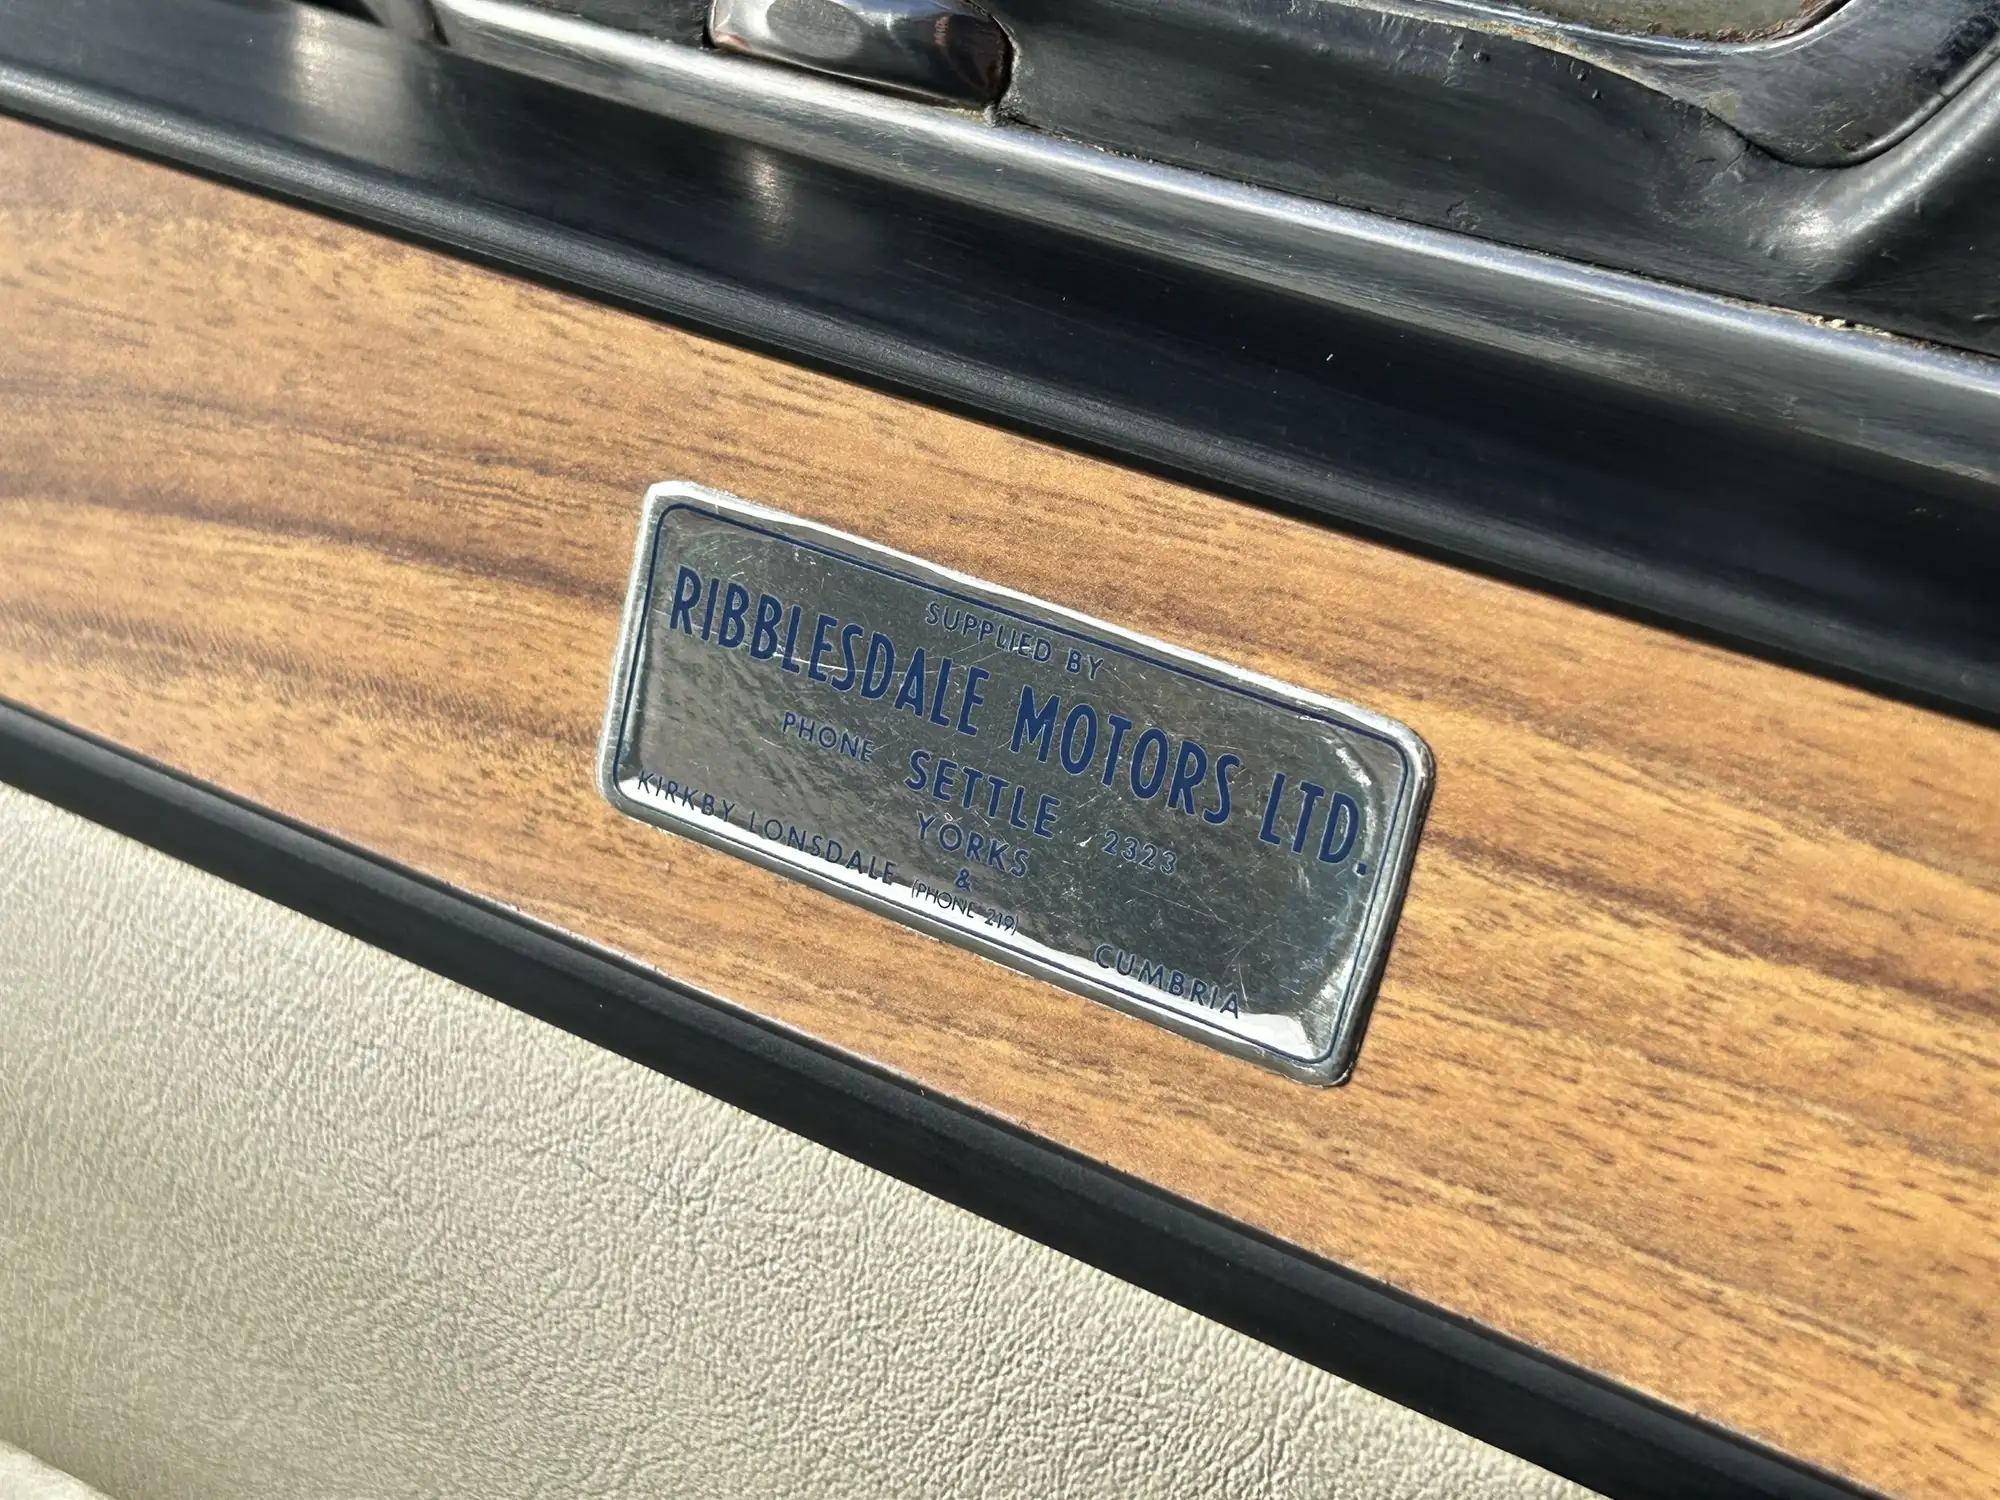 SUPPLIED BY
RIBBLESDALE MOTORS LTD.
PHONE SETTLE 2323
YORKS
&
KIRKBY LONSDALE (PHONE 219) CUMBRIA